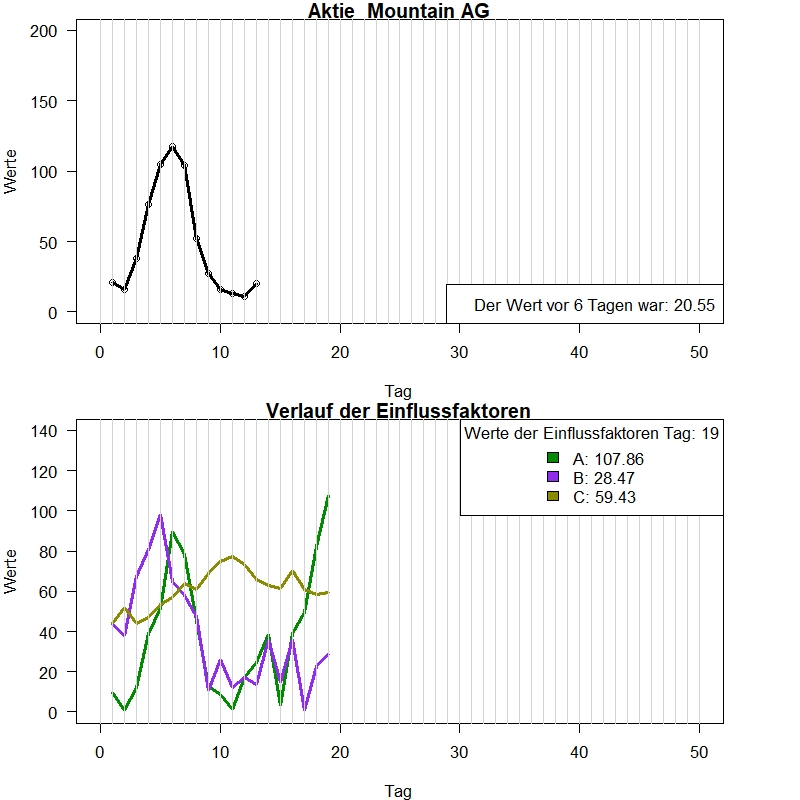 Aktie  Mountain AG
Werte
200
150
100
50
0
Der Wert vor 6 Tagen war: 20.55
0 10 20 30 40 50
Tag
Verlauf der Einflussfaktoren
Werte
140
120
100
80
60
40
20
0
Werte der Einflussfaktoren Tag: 19
A: 107.86
B: 28.47
C: 59.43
0 10 20 30 40 50
Tag